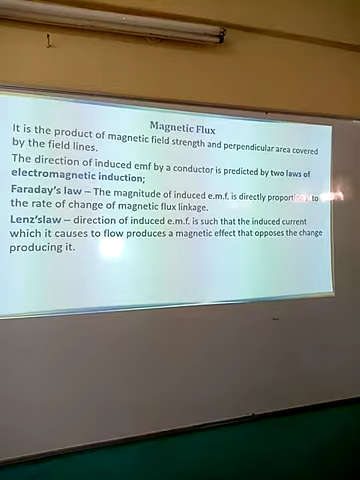 Magnetic Flux
It is the product of magnetic field strength and perpendicular area covered
by the field lines.
The direction of induced emf by a conductor is predicted by two laws of
electromagnetic induction;
Faraday's law – The magnitude of induced e.m.f. is directly proportional to
the rate of change of magnetic flux linkage.
Lenz'slaw – direction of induced e.m.f. is such that the induced current
which it causes to flow produces a magnetic effect that opposes the change
producing it.